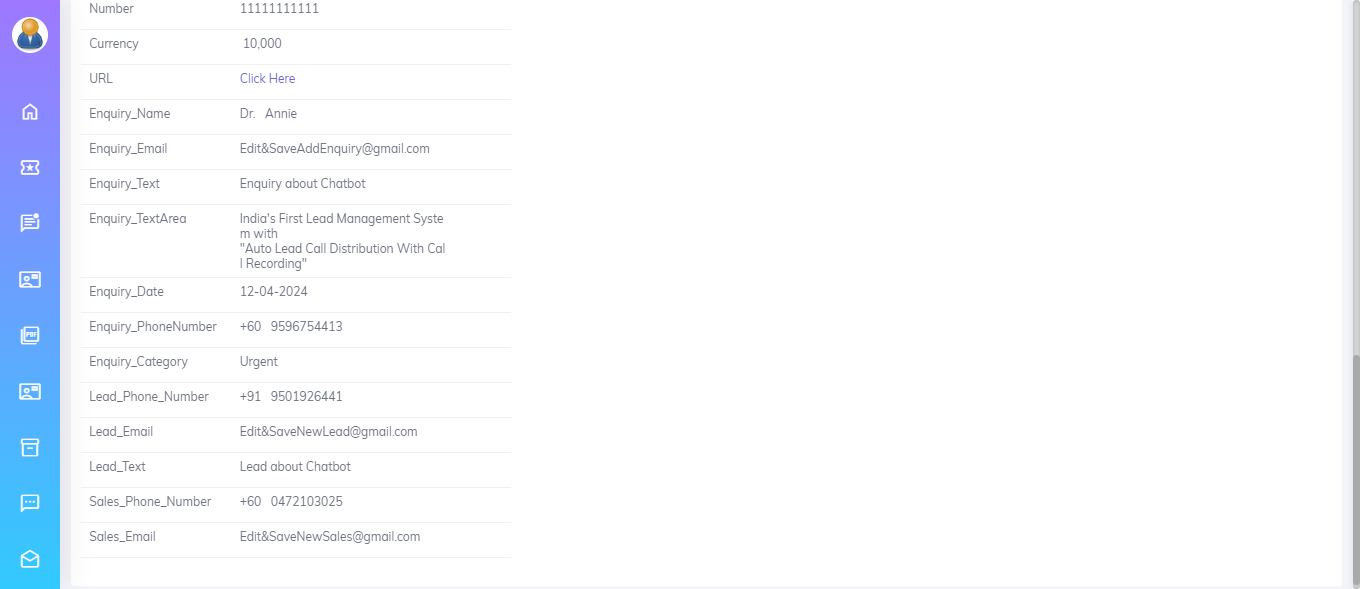 Number 11111111111
Currency 10,000
URL Click Here
Enquiry_Name Dr. Annie
Enquiry_Email Edit&SaveAddEnquiry@gmail.com
Enquiry_Text Enquiry about Chatbot
Enquiry_TextArea India's First Lead Management Syste
m with
"Auto Lead Call Distribution With Cal
l Recording"
Enquiry_Date 12-04-2024
Enquiry_PhoneNumber +60 9596754413
Enquiry_Category Urgent
Lead_Phone_Number +91 9501926441
Lead_Email Edit&SaveNewLead@gmail.com
Lead_Text Lead about Chatbot
Sales_Phone_Number +60 0472103025
Sales_Email Edit&SaveNewSales@gmail.com
PDF